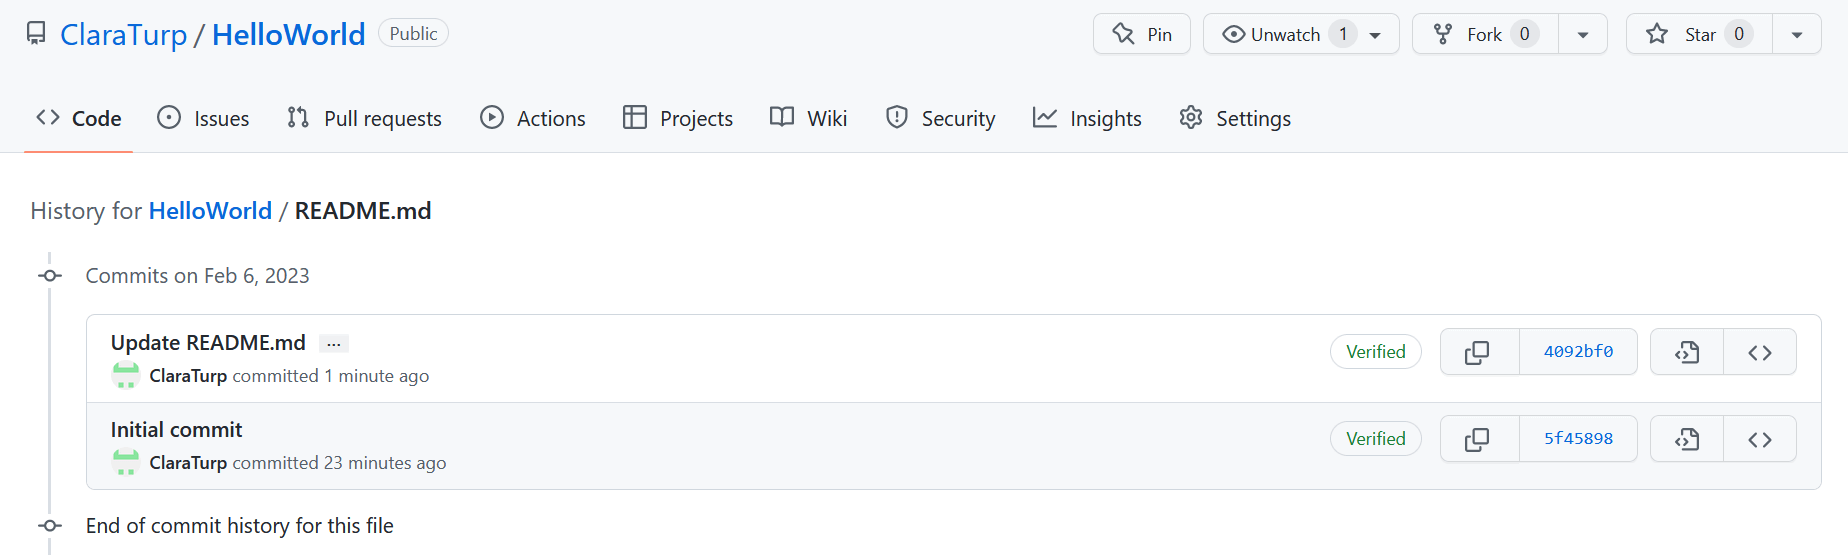 ClaraTurp / HelloWorld Public Pin Unwatch 1 Fork 0 Star 0
Code Issues Pull requests Actions Projects Wiki Security Insights Settings
History for HelloWorld / README.md
Commits on Feb 6, 2023
Update README.md ... Verified 4092bf0
ClaraTurp committed 1 minute ago
Initial commit Verified 5f45898
ClaraTurp committed 23 minutes ago
End of commit history for this file